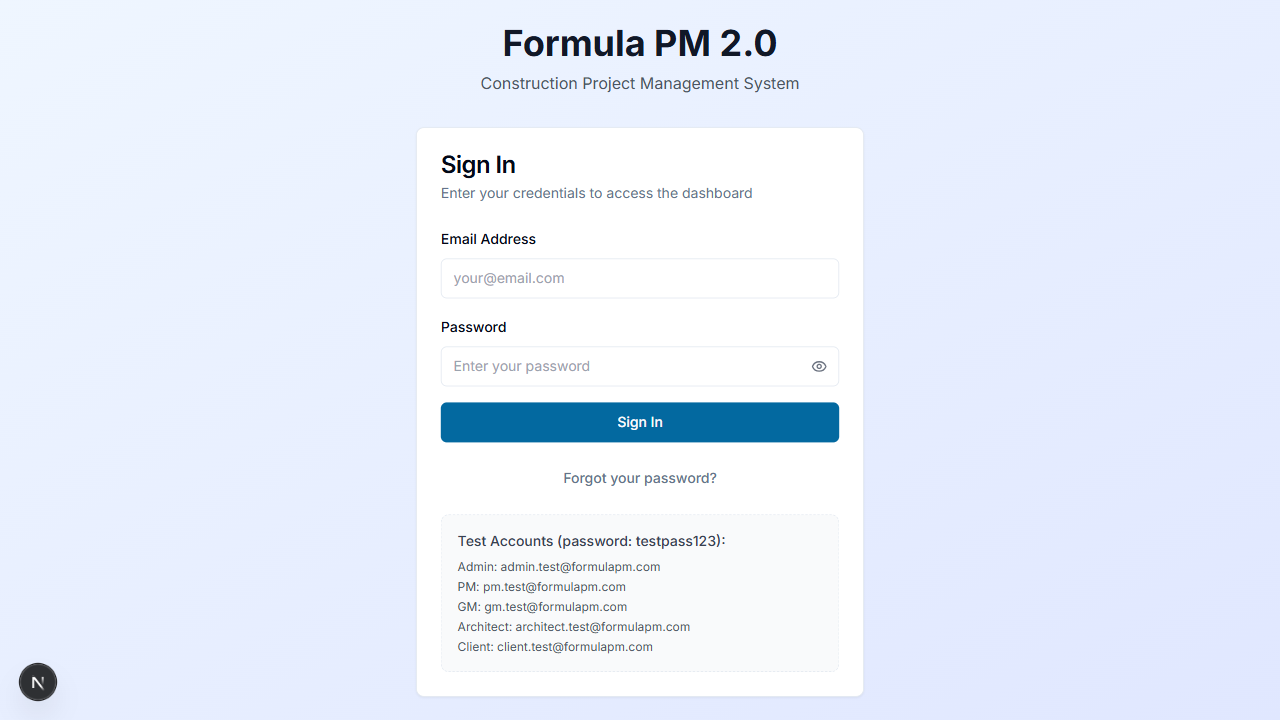 Formula PM 2.0
Construction Project Management System
Sign In
Enter your credentials to access the dashboard
Email Address
your@email.com
Password
Enter your password
Sign In
Forgot your password?
Test Accounts (password: testpass123):
Admin: admin.test@formulapm.com
PM: pm.test@formulapm.com
GM: gm.test@formulapm.com
Architect: architect.test@formulapm.com
Client: client.test@formulapm.com
N